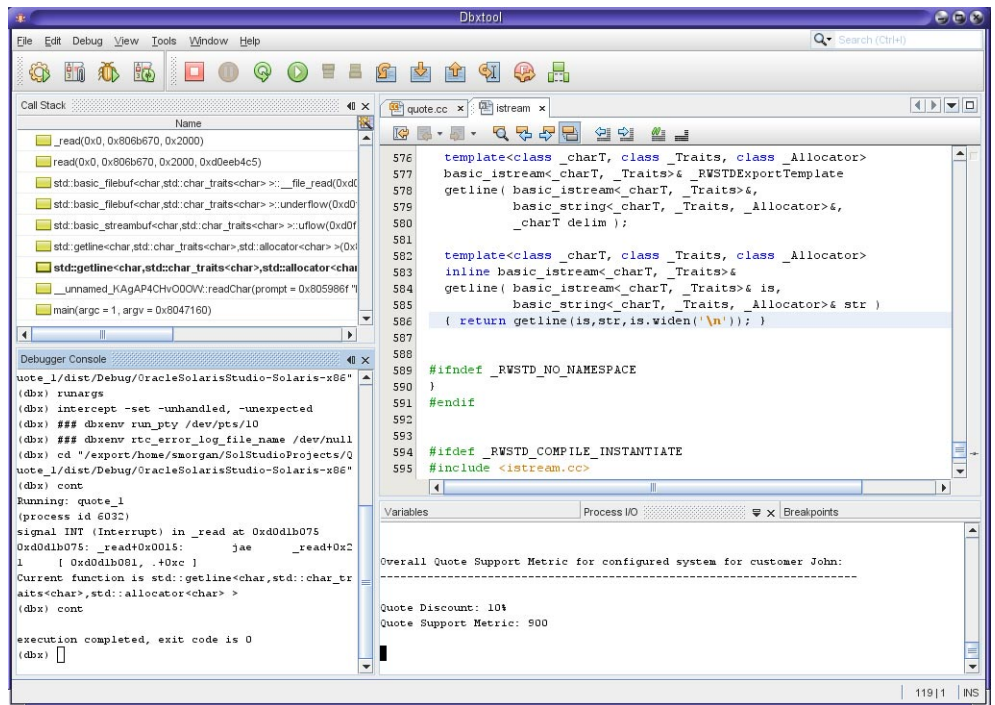 Dbxtool
File Edit Debug View Tools Window Help
Search (Ctrl+I)
Call Stack
Name
_read(0x0, 0x806b670, 0x2000)
read(0x0, 0x806b670, 0x2000, 0xd0eeb4c5)
std::basic_filebuf<char,std::char_traits<char> >::__file_read(0xd0
std::basic_filebuf<char,std::char_traits<char> >::underflow(0xd0
std::basic_streambuf<char,std::char_traits<char> >::uflow(0xd0f
std::getline<char,std::char_traits<char>,std::allocator<char> >(0x
std::getline<char,std::char_traits<char>,std::allocator<char
__unnamed_KAgAP4CHvO0OW::readChar(prompt = 0x805986f "
main(argc = 1, argv = 0x8047160)
Debugger Console
uote_1/dist/Debug/OracleSolarisStudio-Solaris-x86"
(dbx) runargs
(dbx) intercept -set -unhandled, -unexpected
(dbx) ### dbxenv run_pty /dev/pts/10
(dbx) ### dbxenv rtc_error_log_file_name /dev/null
(dbx) cd "/export/home/smorgan/SolStudioProjects/Q
uote_1/dist/Debug/OracleSolarisStudio-Solaris-x86"
(dbx) cont
Running: quote_1
(process id 6032)
signal INT (Interrupt) in _read at 0xd0d1b075
0xd0d1b075: _read+0x0015: jae _read+0x2
1 [ 0xd0d1b081, .+0xc ]
Current function is std::getline<char,std::char_tr
aits<char>,std::allocator<char> >
(dbx) cont
execution completed, exit code is 0
(dbx)
quote.cc x istream x
576 template<class _charT, class _Traits, class _Allocator>
577 basic_istream<_charT, _Traits>& _RWSTDExportTemplate
578 getline( basic_istream<_charT, _Traits>&,
579 basic_string<_charT, _Traits, _Allocator>&,
580 _charT delim );
581
582 template<class _charT, class _Traits, class _Allocator>
583 inline basic_istream<_charT, _Traits>&
584 getline( basic_istream<_charT, _Traits>& is,
585 basic_string<_charT, _Traits, _Allocator>& str )
586 { return getline(is,str,is.widen('\n')); }
587
588
589 #ifndef _RWSTD_NO_NAMESPACE
590 }
591 #endif
592
593
594 #ifdef _RWSTD_COMPILE_INSTANTIATE
595 #include <istream.cc>
Variables Process I/O Breakpoints
Overall Quote Support Metric for configured system for customer John:
---------------------------------------------------------------------
Quote Discount: 10%
Quote Support Metric: 900
119|1 INS